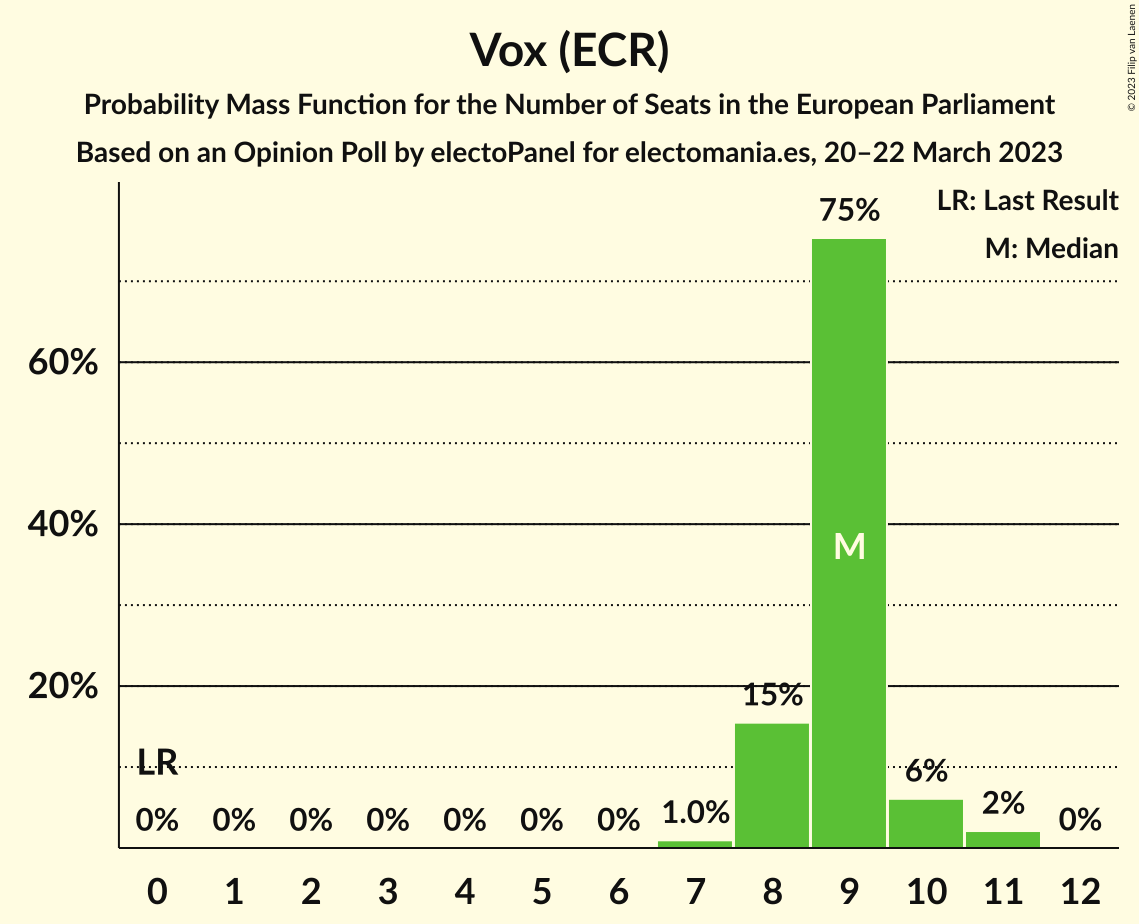 Vox (ECR)
Probability Mass Function for the Number of Seats in the European Parliament
Based on an Opinion Poll by electoPanel for electomania.es, 20–22 March 2023
© 2023 Filip van Laenen
LR: Last Result
M: Median
75%
60%
40%
M
20%
15%
LR
6%
0% 0% 0% 0% 0% 0% 0% 1.0% 2% 0%
0 1 2 3 4 5 6 7 8 9 10 11 12